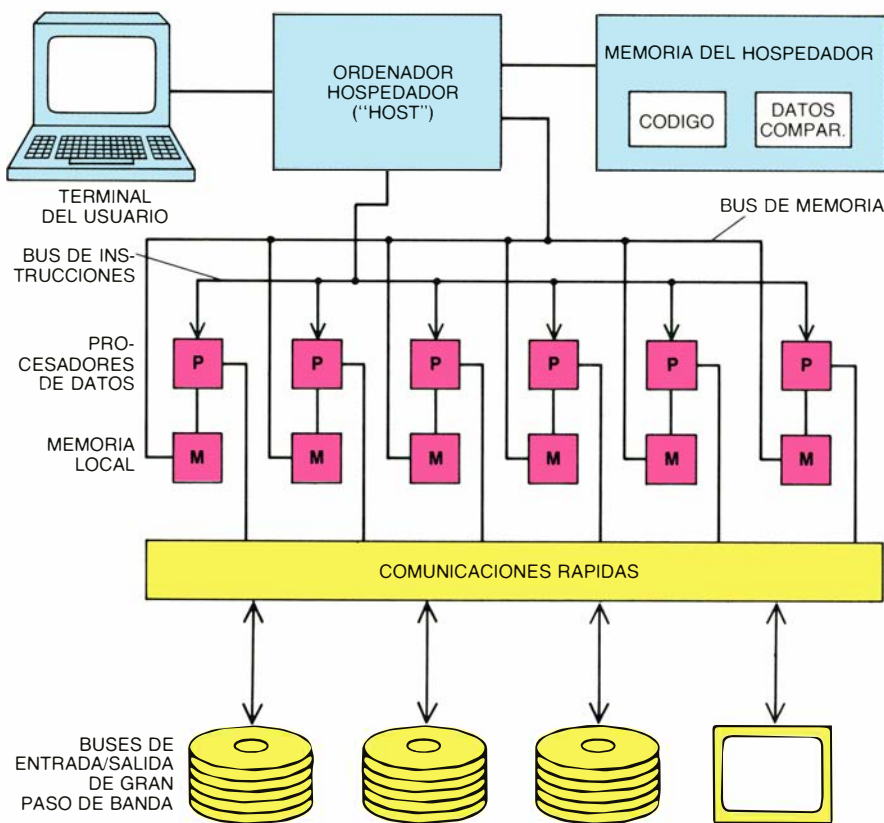 ORDENADOR
HOSPEDADOR
("HOST")
MEMORIA DEL HOSPEDADOR
CODIGO
DATOS
COMPAR.
TERMINAL
DEL USUARIO
BUS DE MEMORIA
BUS DE INS-
TRUCCIONES
PRO-
CESADORES
DE DATOS
P P P P P P
MEMORIA
LOCAL
M M M M M M
COMUNICACIONES RAPIDAS
BUSES DE
ENTRADA/SALIDA
DE GRAN
PASO DE BANDA